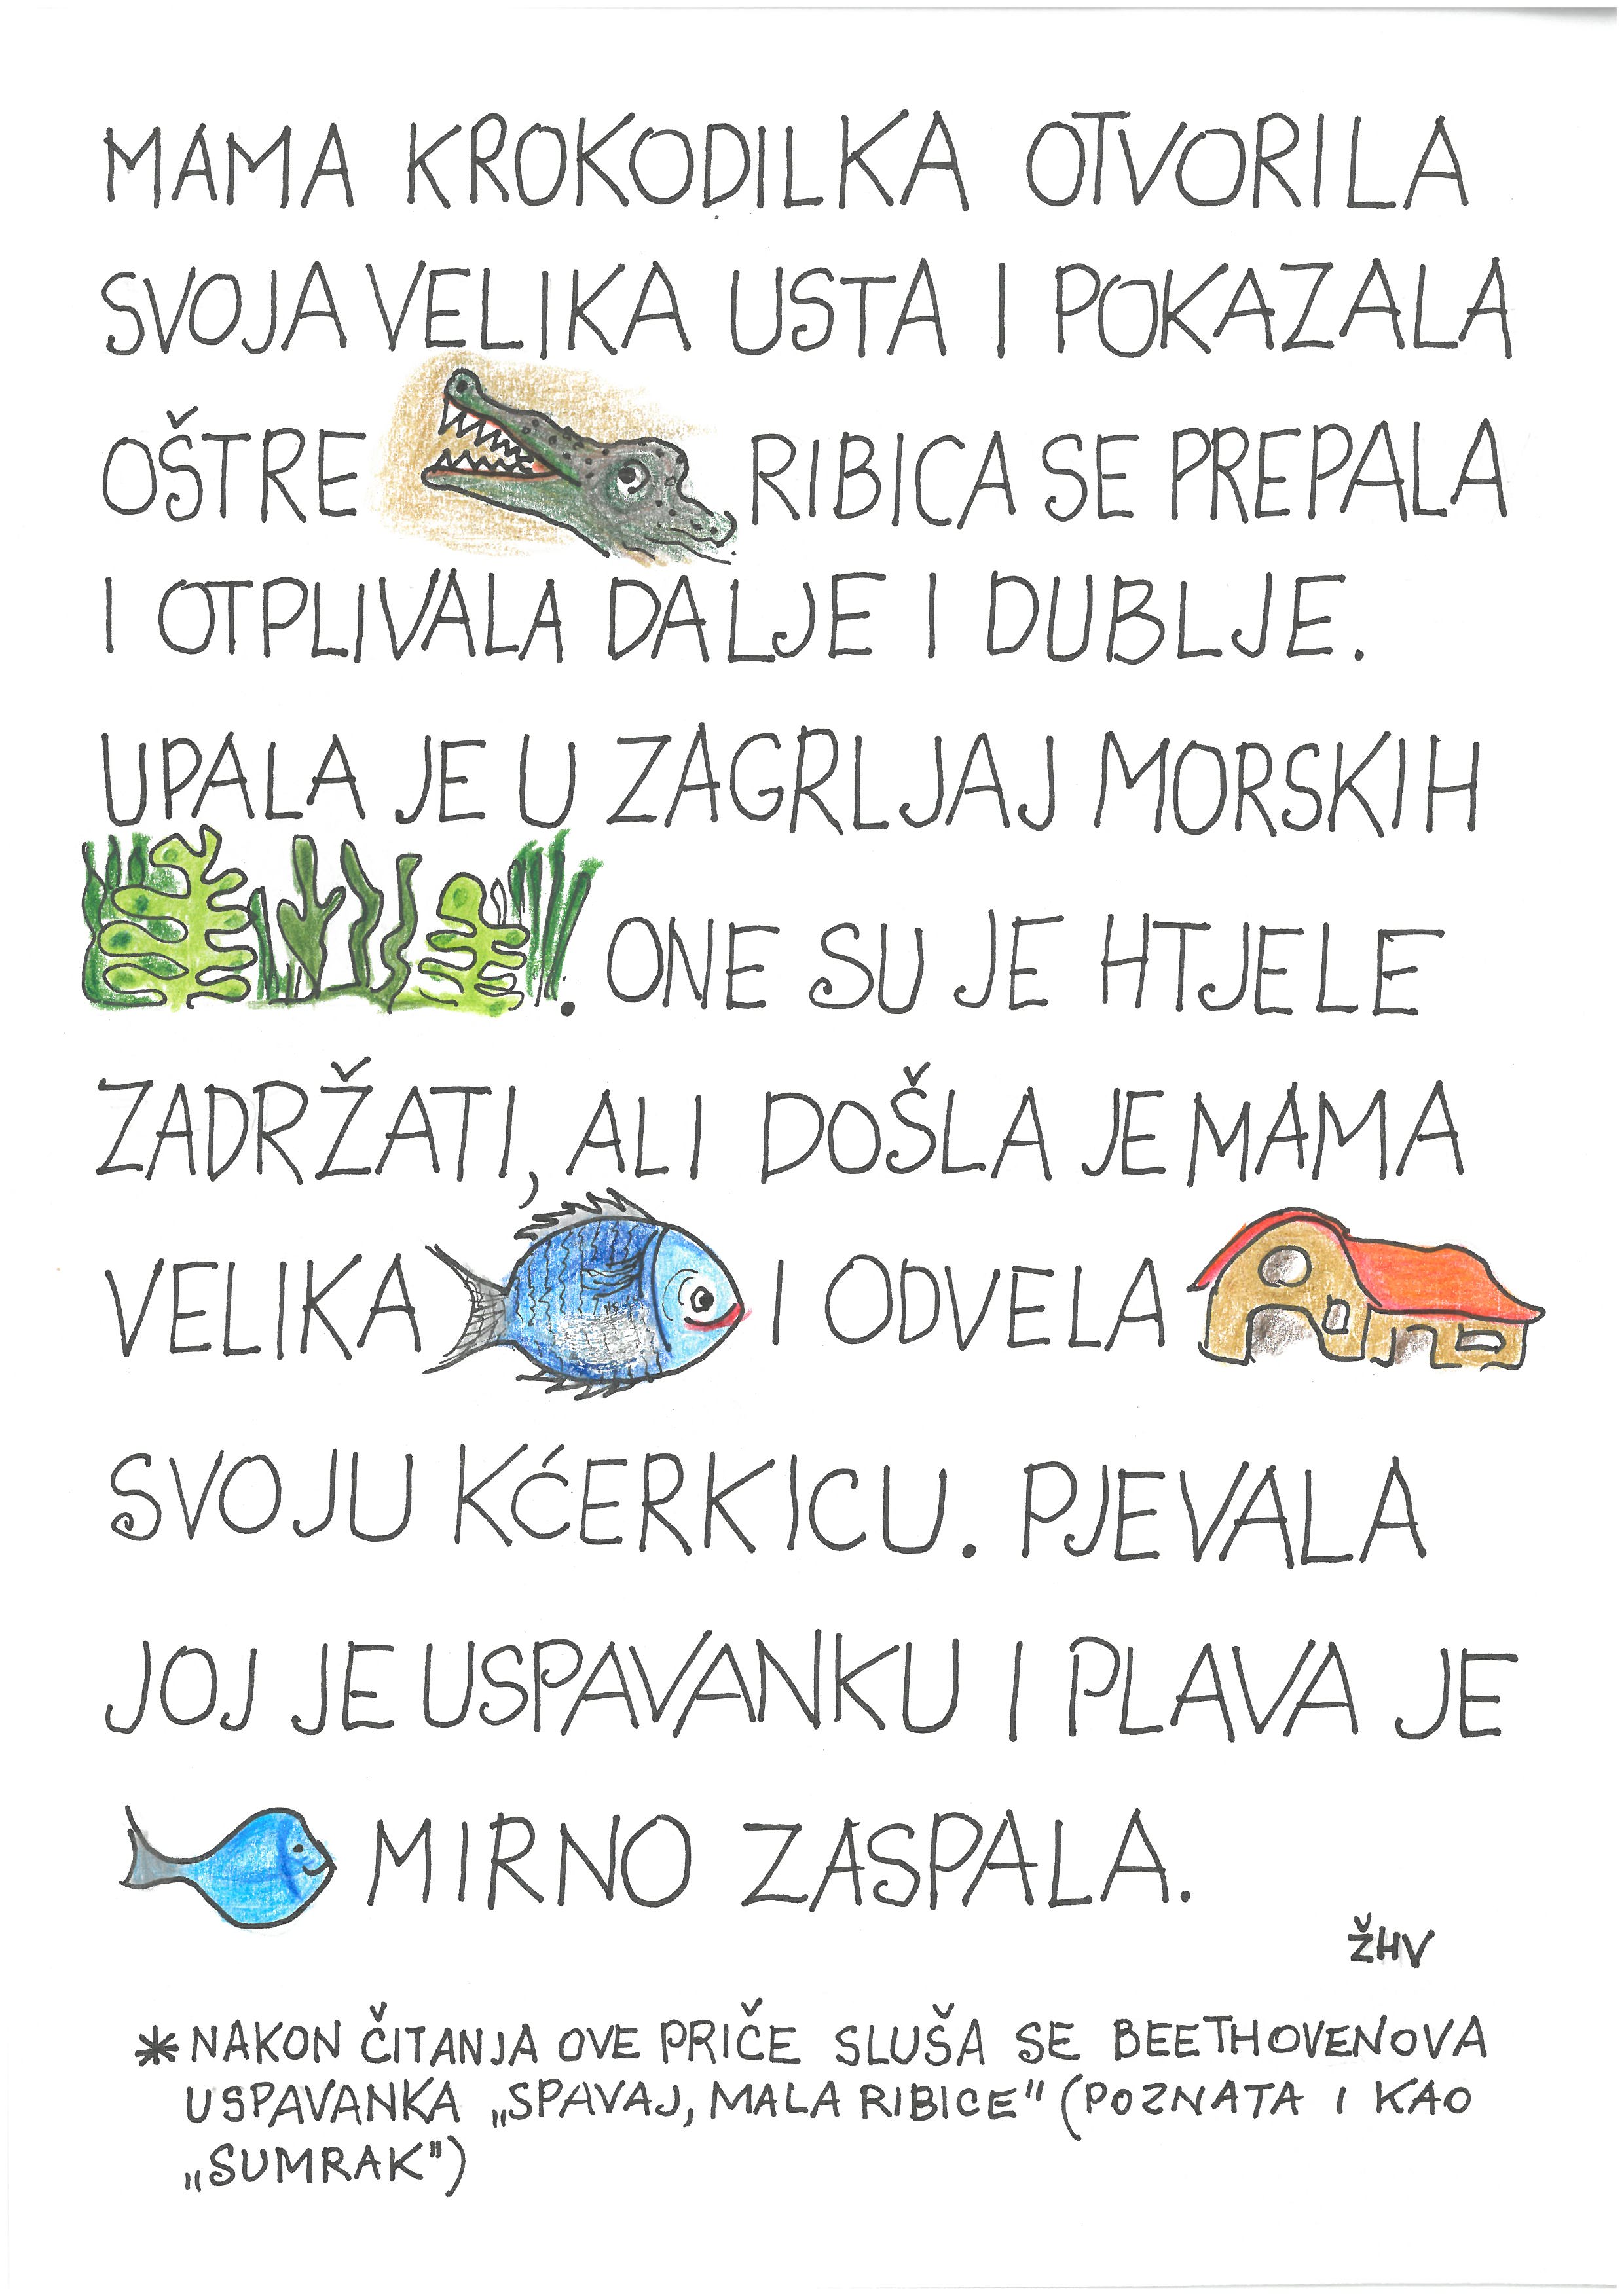 MAMA KROKODILKA OTVORILA
SVOJA VELIKA USTA I POKAZALA
OŠTRE RIBICA SE PREPALA
I OTPLIVALA DALJE I DUBLJE.
UPALA JE U ZAGRLJAJ MORSKIH
. ONE SU JE HTJELE
ZADRŽATI, ALI DOŠLA JE MAMA
VELIKA I ODVELA
SVOJU KĆERKICU. PJEVALA
JOJ JE USPAVANKU I PLAVA JE
MIRNO ZASPALA.
ŽHV
*NAKON ČITANJA OVE PRIČE SLUŠA SE BEETHOVENOVA
USPAVANKA „SPAVAJ, MALA RIBICE" (POZNATA I KAO
„SUMRAK")